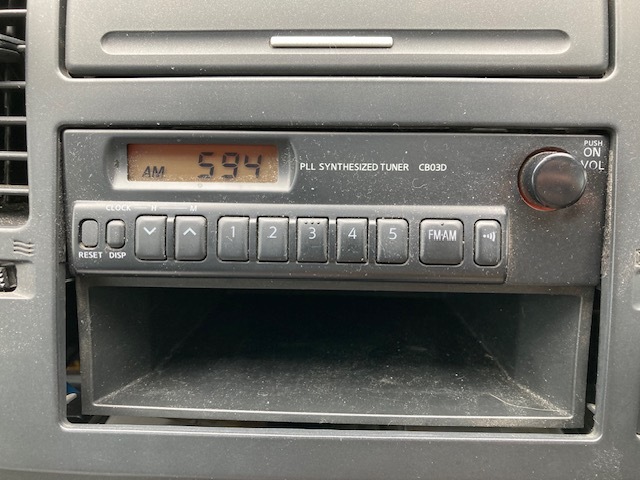 AM 594
PLL SYNTHESIZED TUNER CB03D
PUSH
ON
VOL
CLOCK H M
RESET DISP
1 2 3 4 5 FM·AM